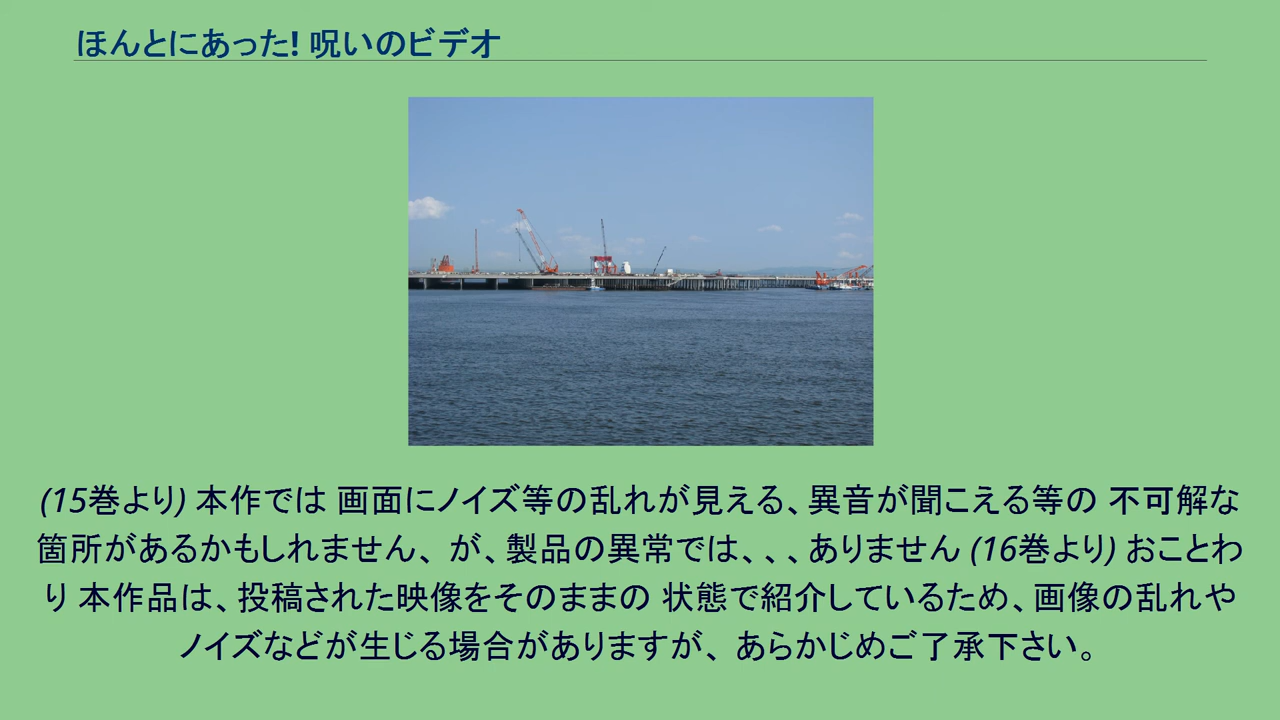 ほんとにあった! 呪いのビデオ
(15巻より) 本作では 画面にノイズ等の乱れが見える、異音が聞こえる等の 不可解な
箇所があるかもしれません、 が、製品の異常では、、、ありません (16巻より) おことわ
り 本作品は、投稿された映像をそのままの 状態で紹介しているため、画像の乱れや
ノイズなどが生じる場合がありますが、 あらかじめご了承下さい。